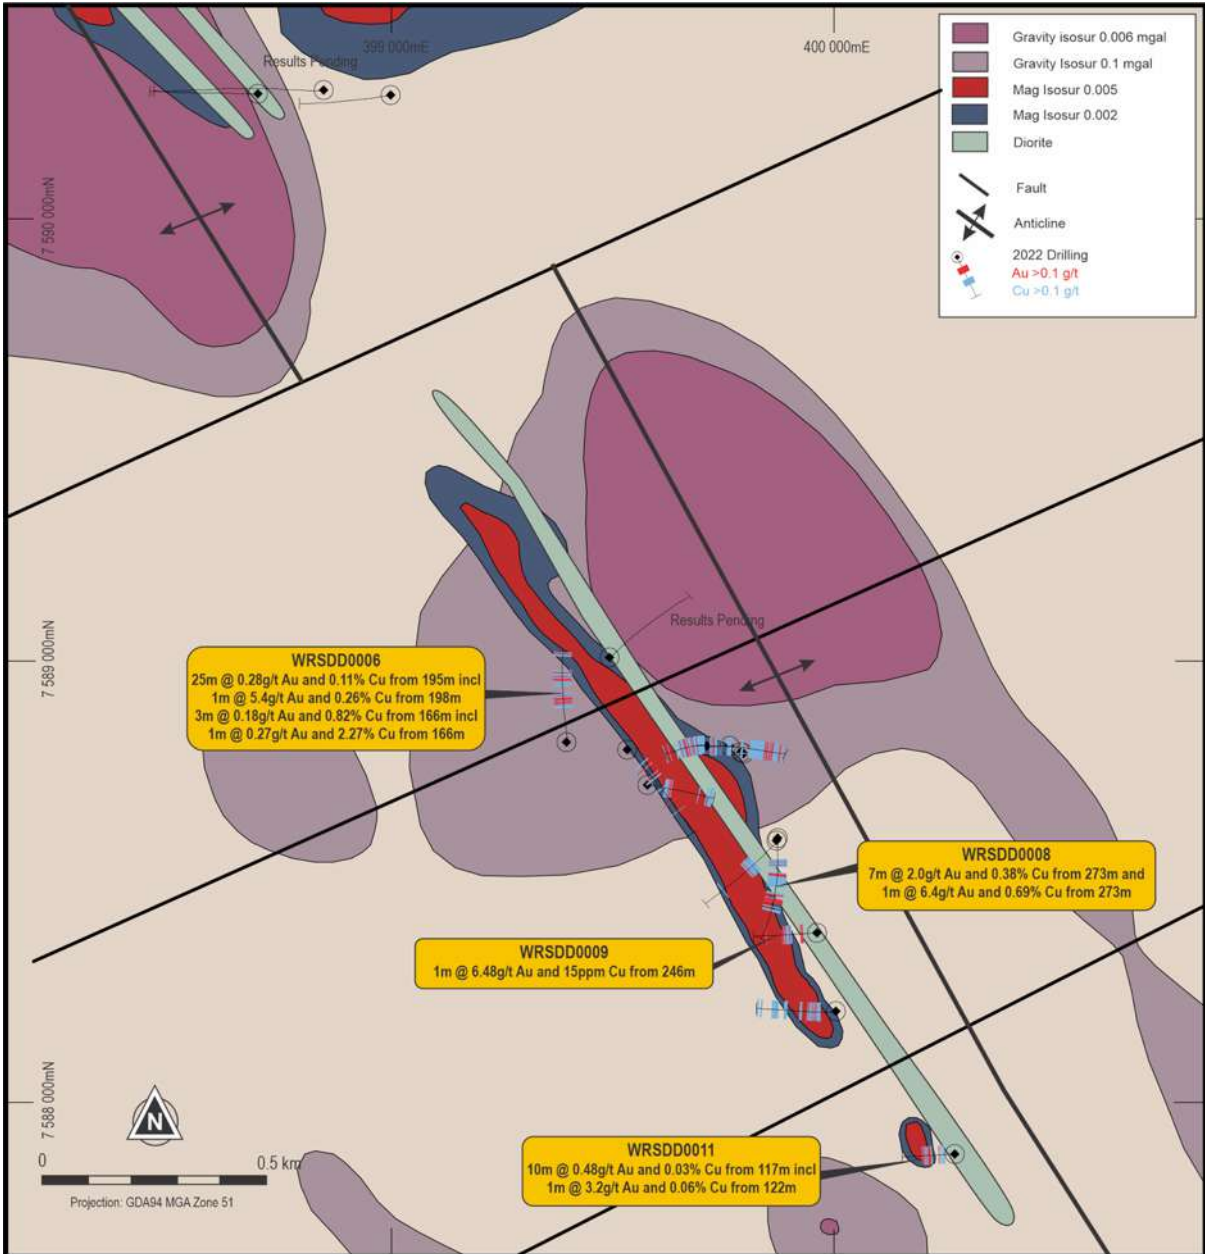 399 000mE
400 000mE
Results Pending
7 590 000mN
Gravity isosur 0.006 mgal
Gravity Isosur 0.1 mgal
Mag Isosur 0.005
Mag Isosur 0.002
Diorite
Fault
Anticline
2022 Drilling
Au >0.1 g/t
Cu >0.1 g/t
Results Pending
7 589 000mN
WRSDD0006
25m @ 0.28g/t Au and 0.11% Cu from 195m incl
1m @ 5.4g/t Au and 0.26% Cu from 198m
3m @ 0.18g/t Au and 0.82% Cu from 166m incl
1m @ 0.27g/t Au and 2.27% Cu from 166m
WRSDD0008
7m @ 2.0g/t Au and 0.38% Cu from 273m and
1m @ 6.4g/t Au and 0.69% Cu from 273m
WRSDD0009
1m @ 6.48g/t Au and 15ppm Cu from 246m
7 588 000mN
N
0
0.5 km
Projection: GDA94 MGA Zone 51
WRSDD0011
10m @ 0.48g/t Au and 0.03% Cu from 117m incl
1m @ 3.2g/t Au and 0.06% Cu from 122m